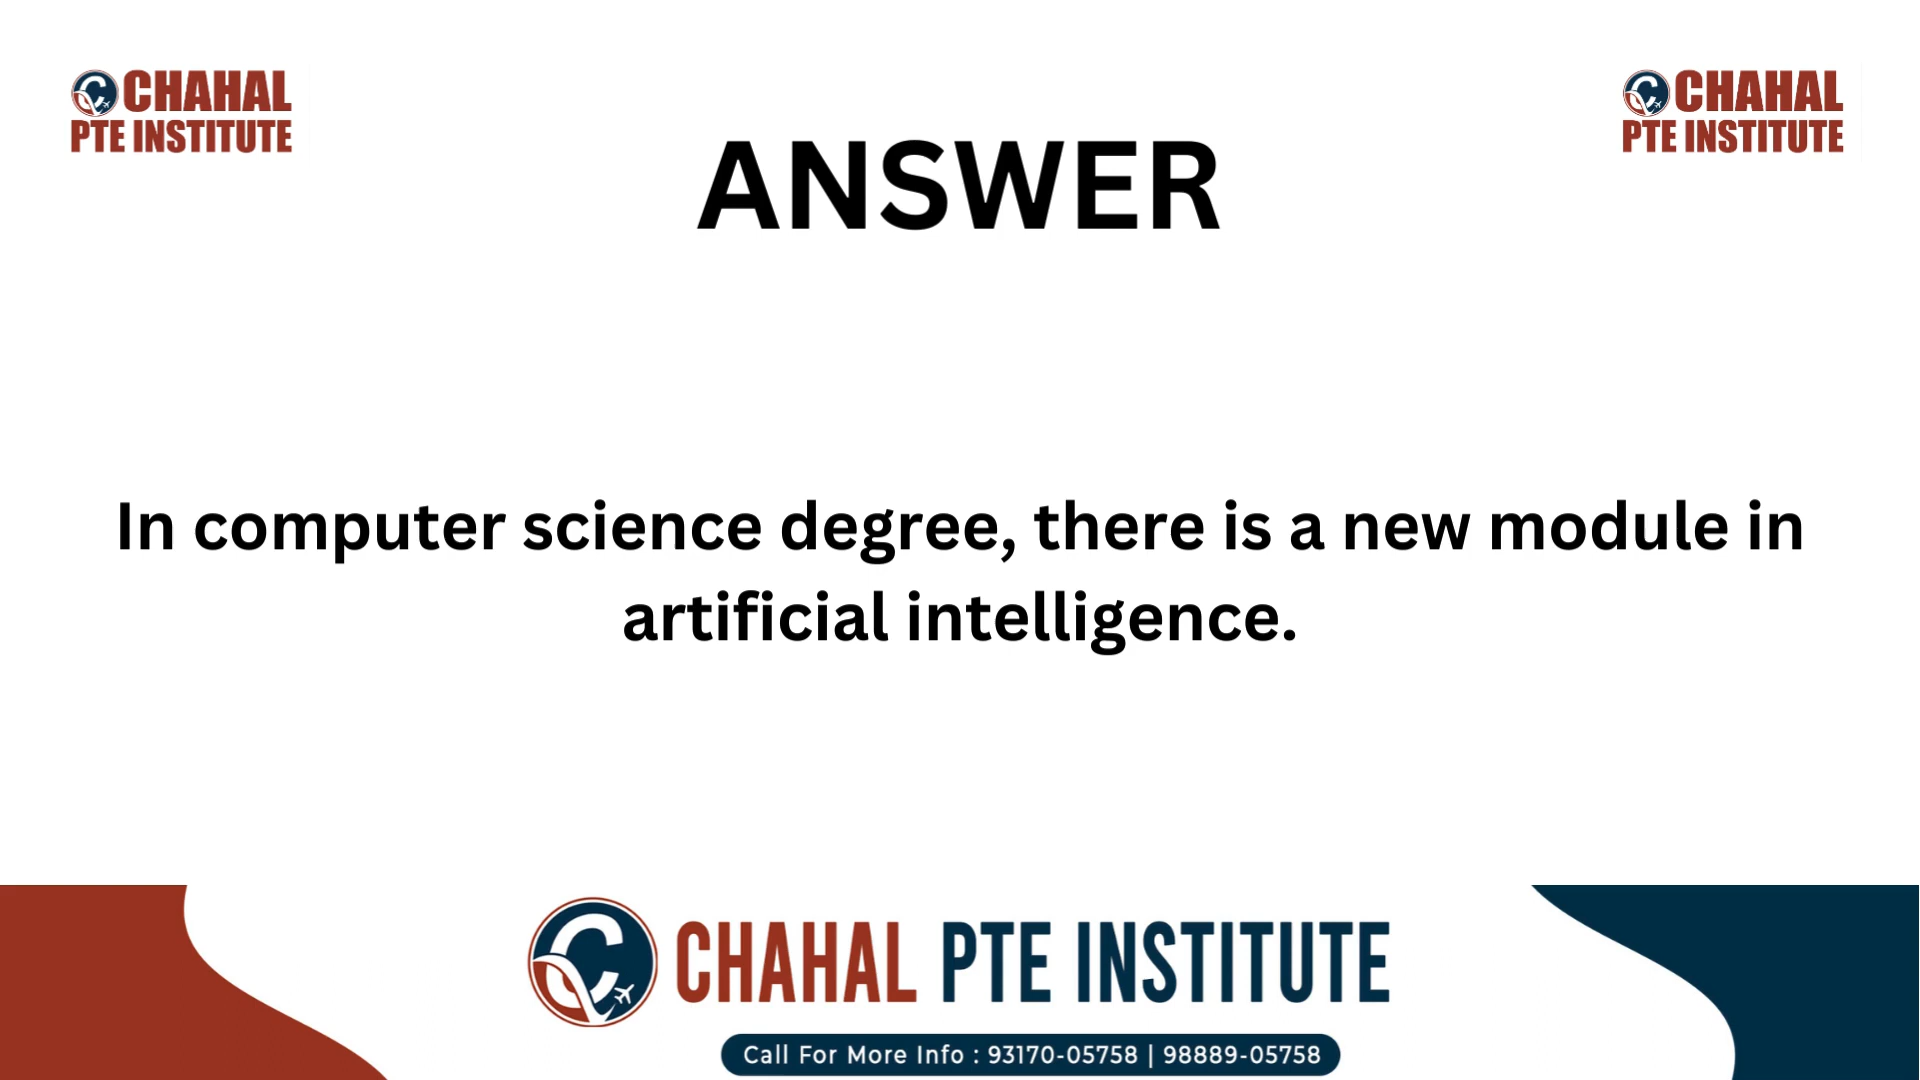 CHAHAL
PTE INSTITUTE
CHAHAL
PTE INSTITUTE
ANSWER
In computer science degree, there is a new module in
artificial intelligence.
CHAHAL PTE INSTITUTE
Call For More Info : 93170-05758 | 98889-05758